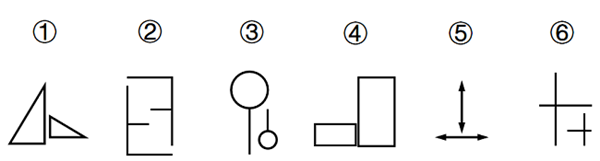 ① ② ③ ④ ⑤ ⑥